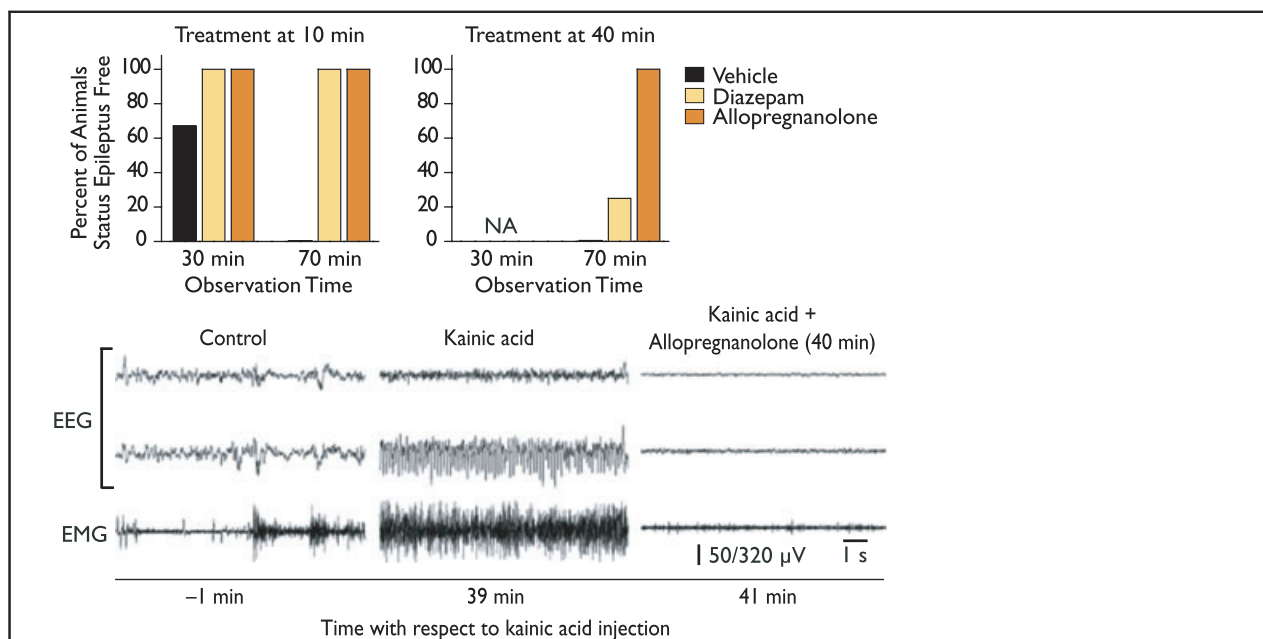 Treatment at 10 min
Treatment at 40 min
Percent of Animals
Status Epileptus Free
100
80
60
40
20
0
30 min
70 min
Observation Time
100
80
60
40
20
0
NA
30 min
70 min
Observation Time
Vehicle
Diazepam
Allopregnanolone
Control
Kainic acid
Kainic acid +
Allopregnanolone (40 min)
EEG
EMG
50/320 µV
1 s
–1 min
39 min
41 min
Time with respect to kainic acid injection